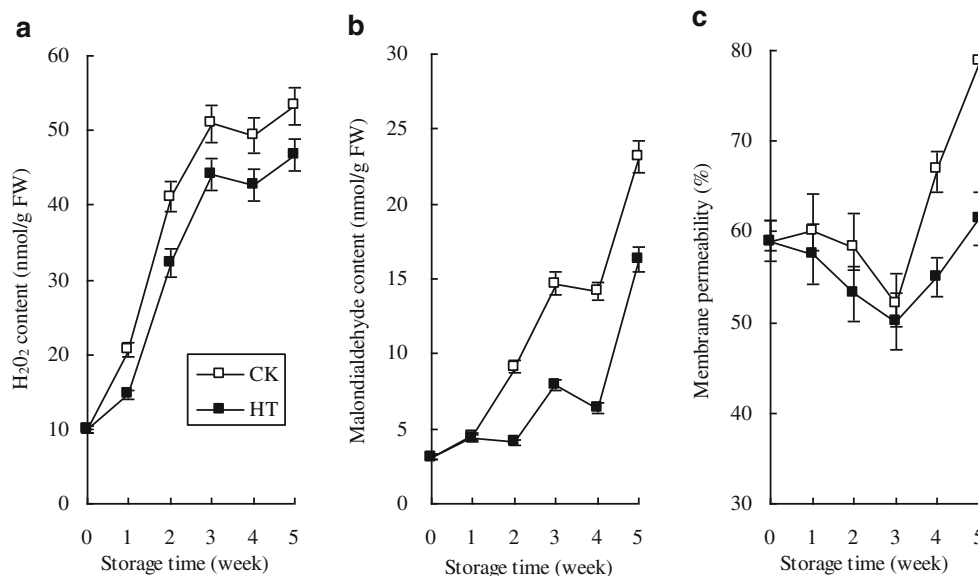 a
60
50
40
30
20
10
0
H₂O₂ content (nmol/g FW)
CK
HT
0 1 2 3 4 5
Storage time (week)
b
30
25
20
15
10
5
0
Malondialdehyde content (nmol/g FW)
0 1 2 3 4 5
Storage time (week)
c
80
70
60
50
40
30
Membrane permeability (%)
0 1 2 3 4 5
Storage time (week)